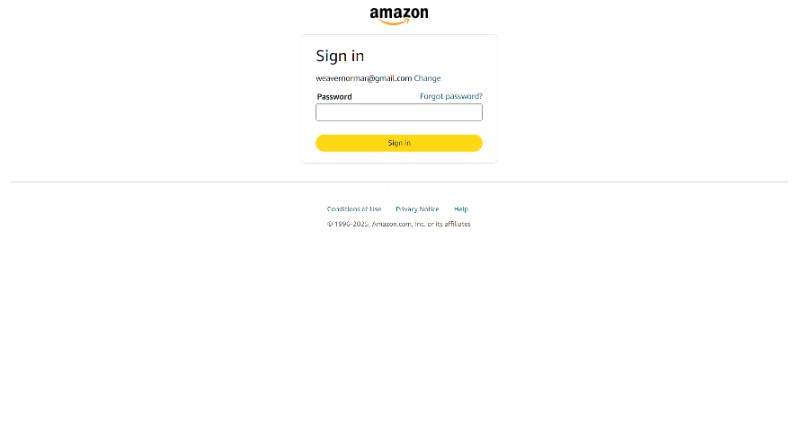 amazon
Sign in
weavernormar@gmail.com Change
Password Forgot password?
Sign in
Conditions of Use Privacy Notice Help
© 1996-2025, Amazon.com, Inc. or its affiliates